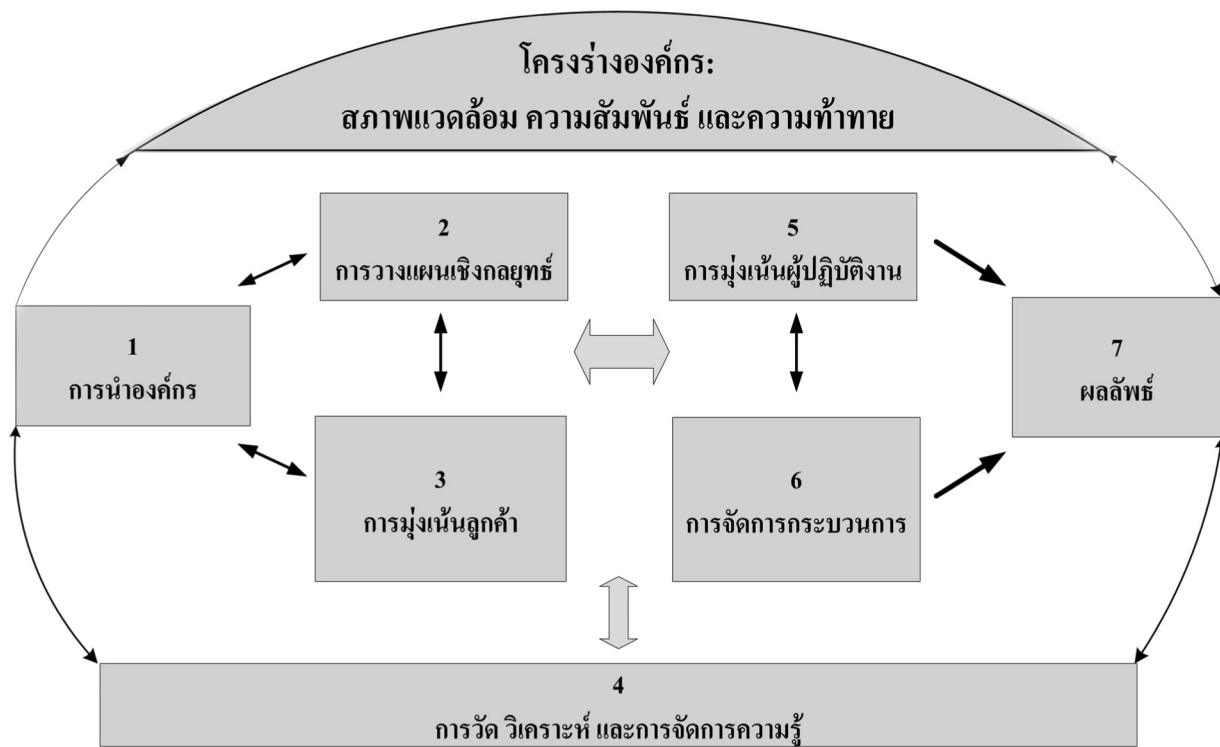 โครงร่างองค์กร:
สภาพแวดล้อม ความสัมพันธ์ และความท้าทาย
2
การวางแผนเชิงกลยุทธ์
5
การมุ่งเน้นผู้ปฏิบัติงาน
1
การนำองค์กร
7
ผลลัพธ์
3
การมุ่งเน้นลูกค้า
6
การจัดการกระบวนการ
4
การวัด วิเคราะห์ และการจัดการความรู้